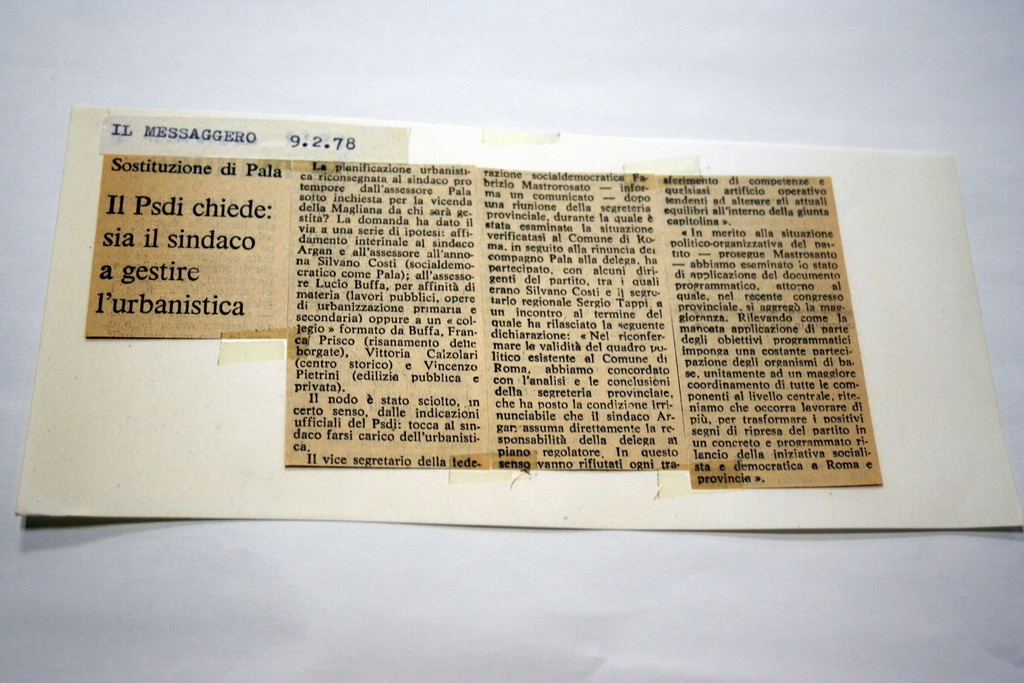 IL MESSAGGERO 9.2.78
Sostituzione di Pala
Il Psdi chiede:
sia il sindaco
a gestire
l'urbanistica
La pianificazione urbanisti-
ca riconsegnata al sindaco pro
tempore dall'assessore Pala
sotto inchiesta per la vicenda
della Magliana da chi sarà ge-
stita? La domanda ha dato il
via a una serie di ipotesi: affi-
damento interinale al sindaco
Argan e all'assessore all'anno-
na Silvano Costi (socialdemo-
cratico come Pala); all'assesso-
re Lucio Buffa, per affinità di
materia (lavori pubblici, opere
di urbanizzazione primaria e
secondaria) oppure a un « col-
legio » formato da Buffa, Fran-
ca Prisco (risanamento delle
borgate), Vittoria Calzolari
(centro storico) e Vincenzo
Pietrini (edilizia pubblica e
privata).
Il nodo è stato sciolto, in
certo senso, dalle indicazioni
ufficiali del Psdi: tocca al sin-
daco farsi carico dell'urbanisti-
ca.
Il vice segretario della fede-
razione socialdemocratica Fa-
brizio Mastrorosato — infor-
ma un comunicato — dopo
una riunione della segreteria
provinciale, durante la quale è
stata esaminata la situazione
verificatasi al Comune di Ro-
ma, in seguito alla rinuncia del
compagno Pala alla delega, ha
partecipato, con alcuni diri-
genti del partito, tra i quali
erano Silvano Costi e il segre-
tario regionale Sergio Tappi a
un incontro al termine del
quale ha rilasciato la seguente
dichiarazione: « Nel riconfer-
mare la validità del quadro po-
litico esistente al Comune di
Roma, abbiamo concordato
con l'analisi e le conclusioni
della segreteria provinciale,
che ha posto la condizione irri-
nunciabile che il sindaco Ar-
gan assuma direttamente la re-
sponsabilità della delega al
piano regolatore. In questo
senso vanno rifiutati ogni tra-
sferimento di competenze e
qualsiasi artificio operativo
tendenti ad alterare gli attuali
equilibri all'interno della giunta
capitolina ».
« In merito alla situazione
politico-organizzativa del par-
tito — prosegue Mastrosanto
— abbiamo esaminato lo stato
di applicazione del documento
programmatico, attorno al
quale, nel recente congresso
provinciale, si aggregò la mag-
gioranza. Rilevando come la
mancata applicazione di parte
degli obiettivi programmatici
imponga una costante parteci-
pazione degli organismi di ba-
se, unitamente ad un maggiore
coordinamento di tutte le com-
ponenti al livello centrale, rite-
niamo che occorra lavorare di
più, per trasformare i positivi
segni di ripresa del partito in
un concreto e programmato ri-
lancio della iniziativa sociali-
sta e democratica a Roma e
provincia ».